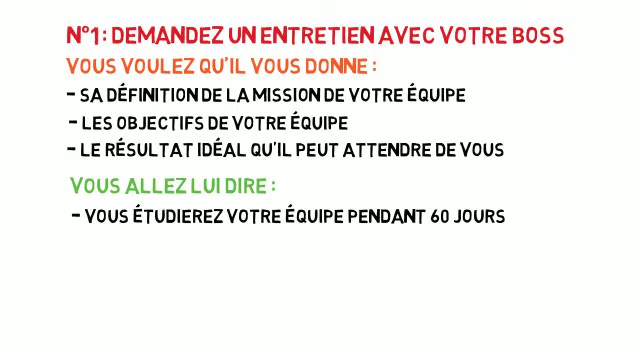 N°1: DEMANDEZ UN ENTRETIEN AVEC VOTRE BOSS
VOUS VOULEZ QU'IL VOUS DONNE :
- SA DÉFINITION DE LA MISSION DE VOTRE ÉQUIPE
- LES OBJECTIFS DE VOTRE ÉQUIPE
- LE RÉSULTAT IDÉAL QU'IL PEUT ATTENDRE DE VOUS
VOUS ALLEZ LUI DIRE :
- VOUS ÉTUDIEREZ VOTRE ÉQUIPE PENDANT 60 JOURS